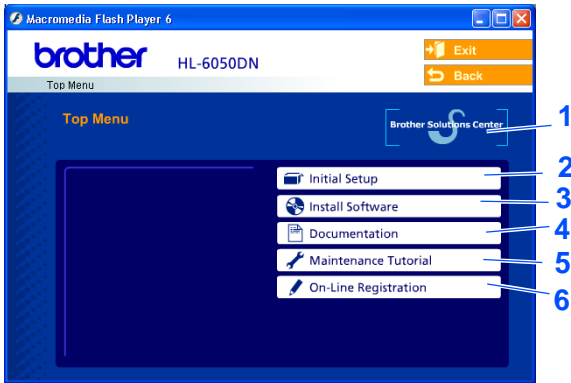 Macromedia Flash Player 6
brother
HL-6050DN
Exit
Back
Top Menu
Top Menu
Brother Solutions Center
1
Initial Setup
2
Install Software
3
Documentation
4
Maintenance Tutorial
5
On-Line Registration
6